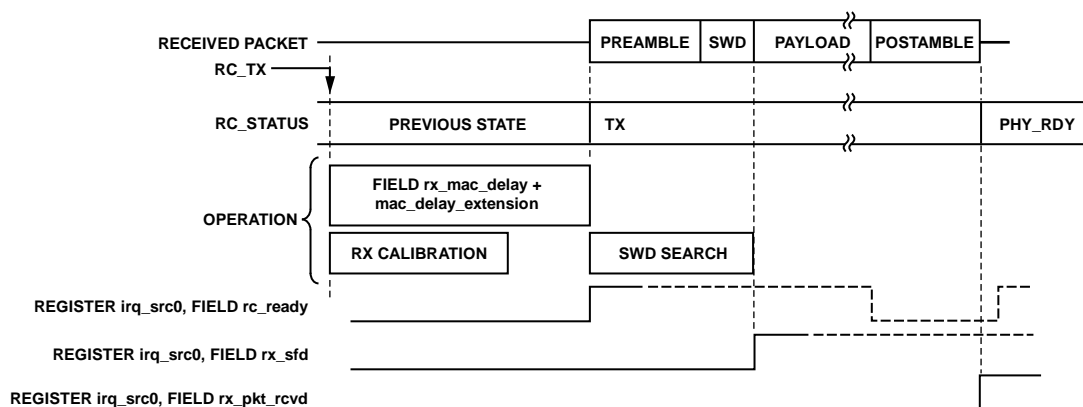 RECEIVED PACKET PREAMBLE SWD PAYLOAD POSTAMBLE
RC_TX
RC_STATUS PREVIOUS STATE TX PHY_RDY
FIELD rx_mac_delay +
mac_delay_extension
OPERATION
RX CALIBRATION SWD SEARCH
REGISTER irq_src0, FIELD rc_ready
REGISTER irq_src0, FIELD rx_sfd
REGISTER irq_src0, FIELD rx_pkt_rcvd